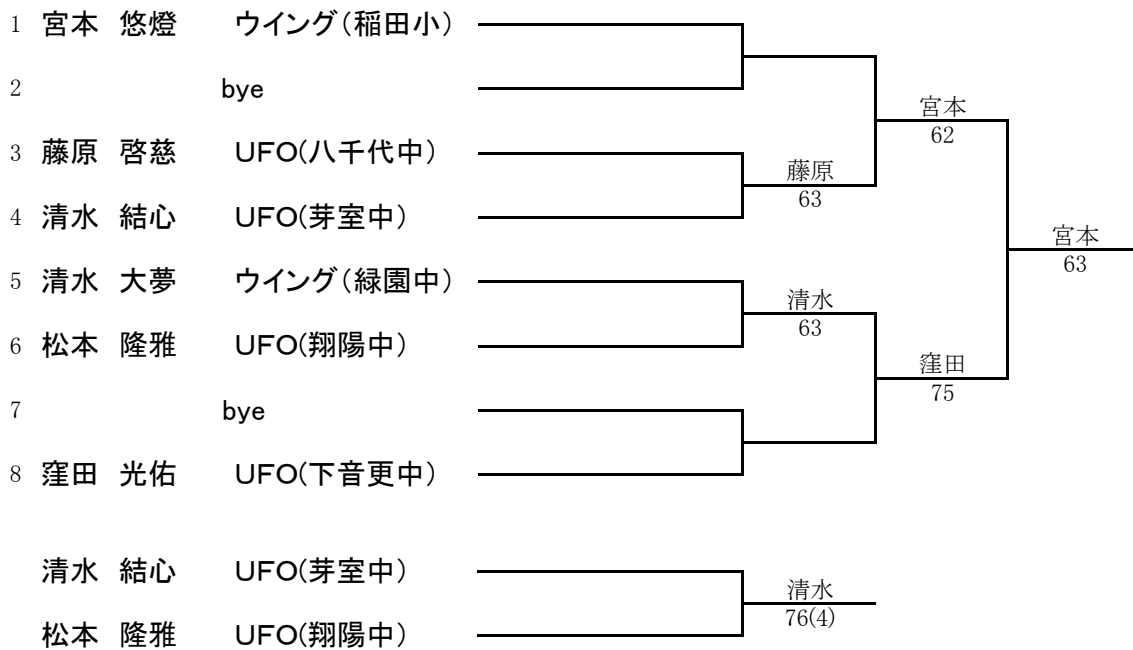 1 宮本 悠燈 ウイング(稲田小)
2 bye
宮本
62
3 藤原 啓慈 UFO(八千代中)
藤原
63
4 清水 結心 UFO(芽室中)
宮本
63
5 清水 大夢 ウイング(緑園中)
清水
63
6 松本 隆雅 UFO(翔陽中)
窪田
75
7 bye
8 窪田 光佑 UFO(下音更中)
清水 結心 UFO(芽室中)
清水
76(4)
松本 隆雅 UFO(翔陽中)